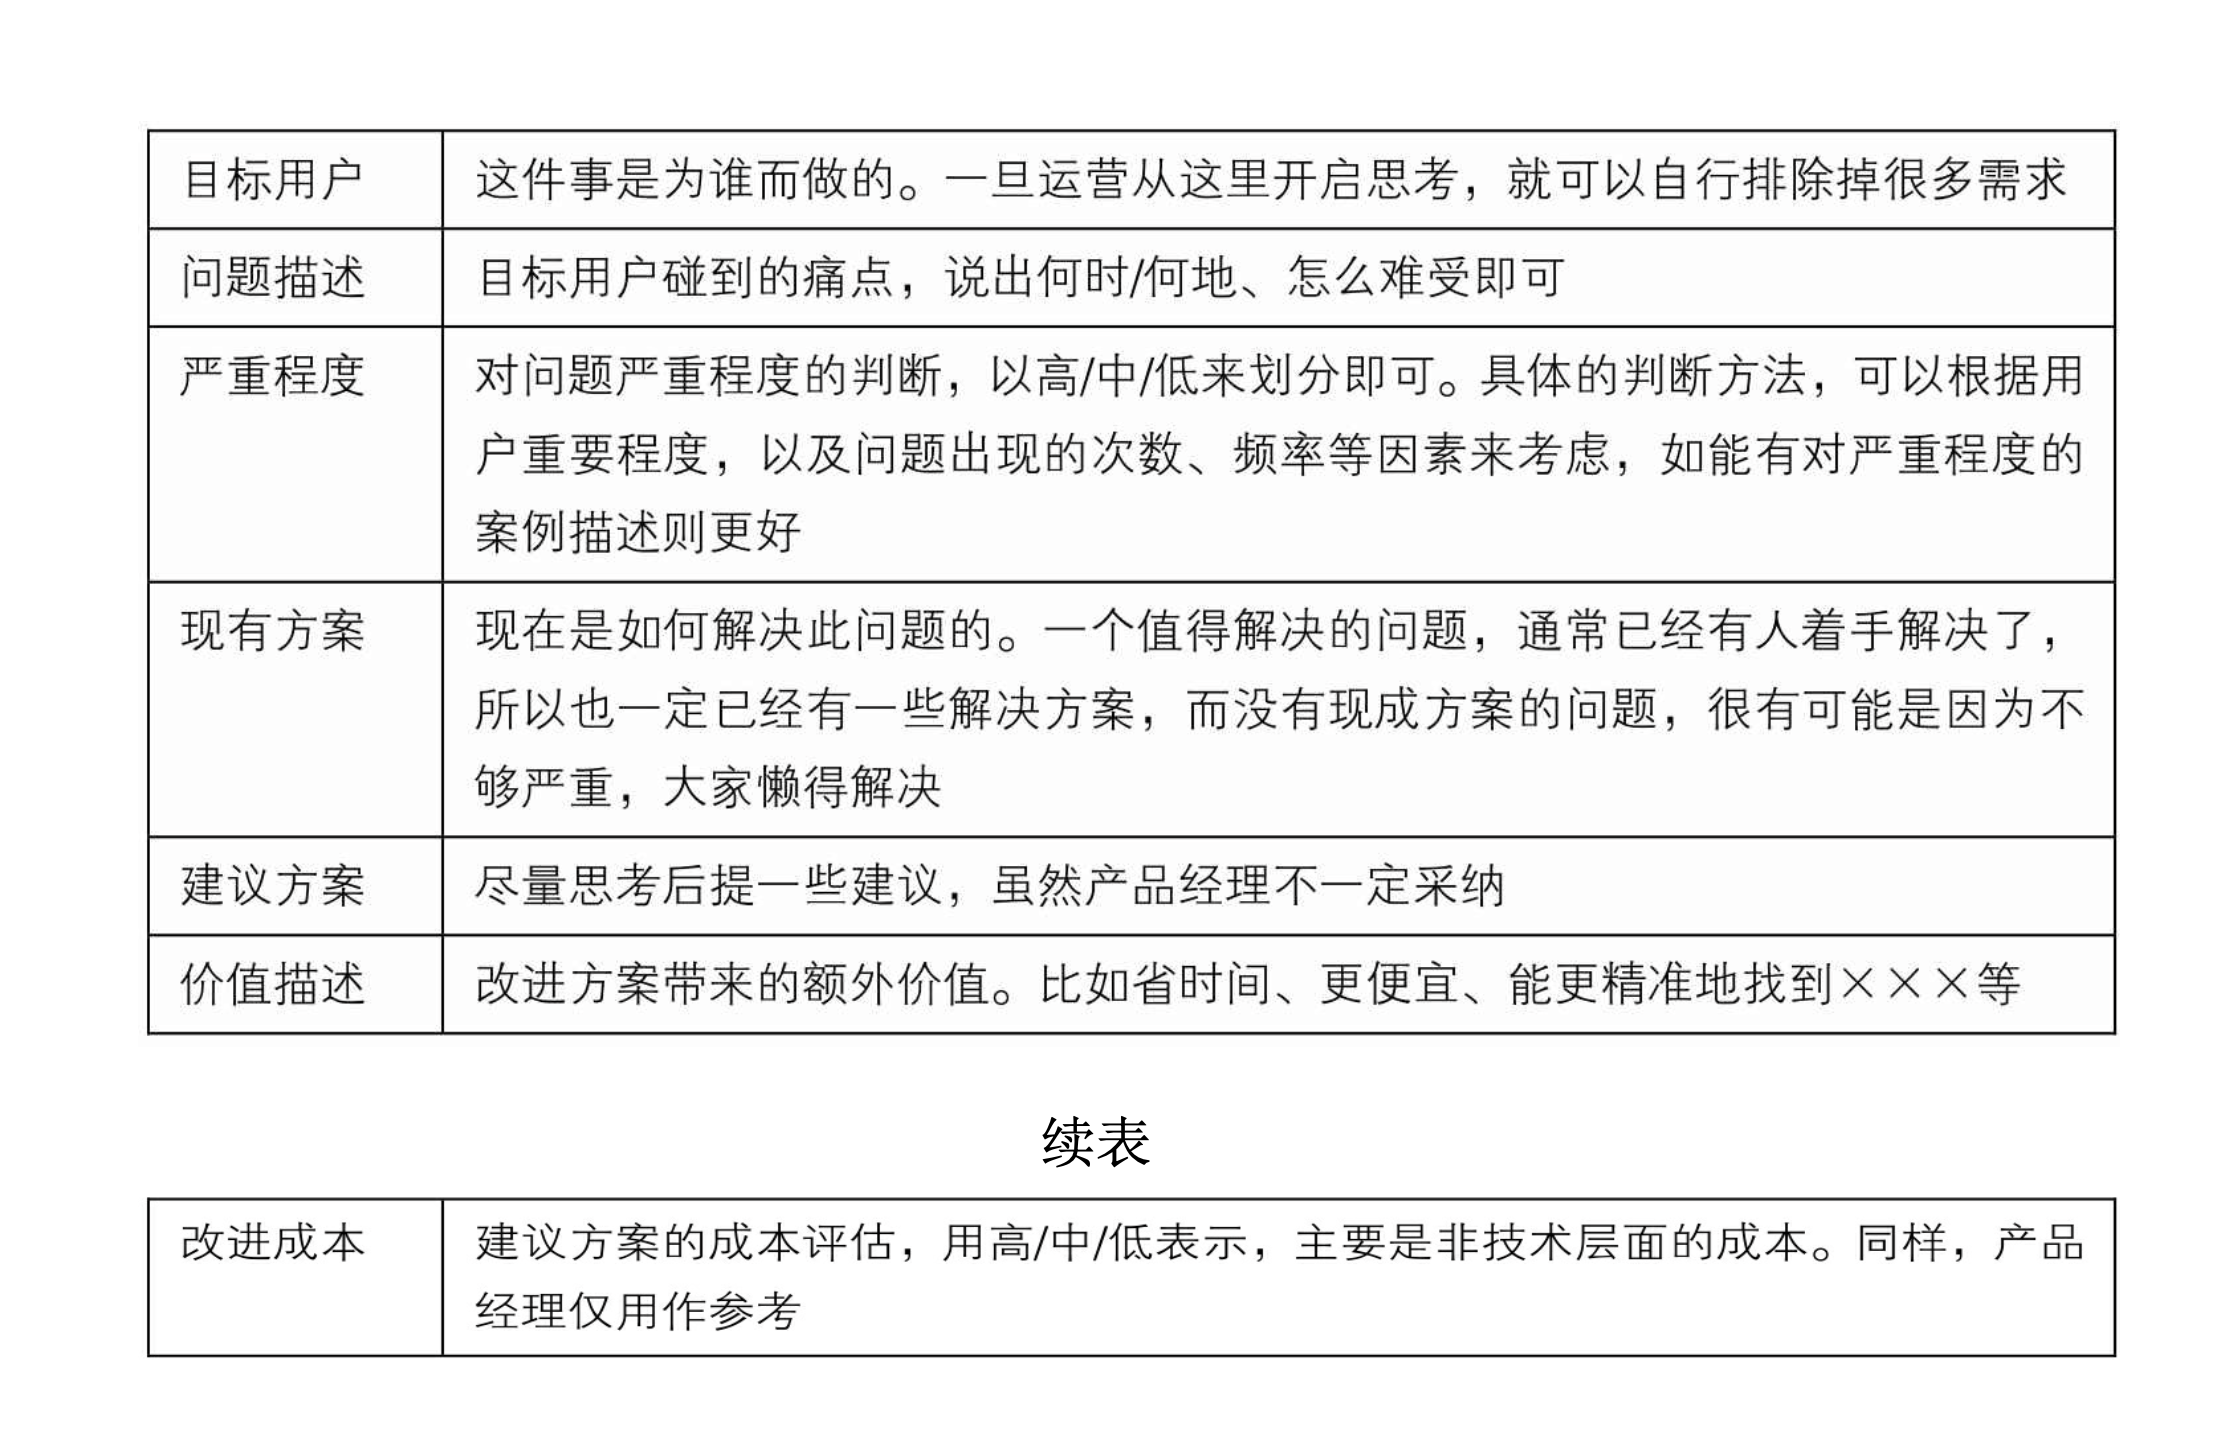 目标用户 这件事是为谁而做的。一旦运营从这里开启思考，就可以自行排除掉很多需求
问题描述 目标用户碰到的痛点，说出何时/何地、怎么难受即可
严重程度 对问题严重程度的判断，以高/中/低来划分即可。具体的判断方法，可以根据用
户重要程度，以及问题出现的次数、频率等因素来考虑，如能有对严重程度的
案例描述则更好
现有方案 现在是如何解决此问题的。一个值得解决的问题，通常已经有人着手解决了，
所以也一定已经有一些解决方案，而没有现成方案的问题，很有可能是因为不
够严重，大家懒得解决
建议方案 尽量思考后提一些建议，虽然产品经理不一定采纳
价值描述 改进方案带来的额外价值。比如省时间、更便宜、能更精准地找到×××等
续表
改进成本 建议方案的成本评估，用高/中/低表示，主要是非技术层面的成本。同样，产品
经理仅用作参考